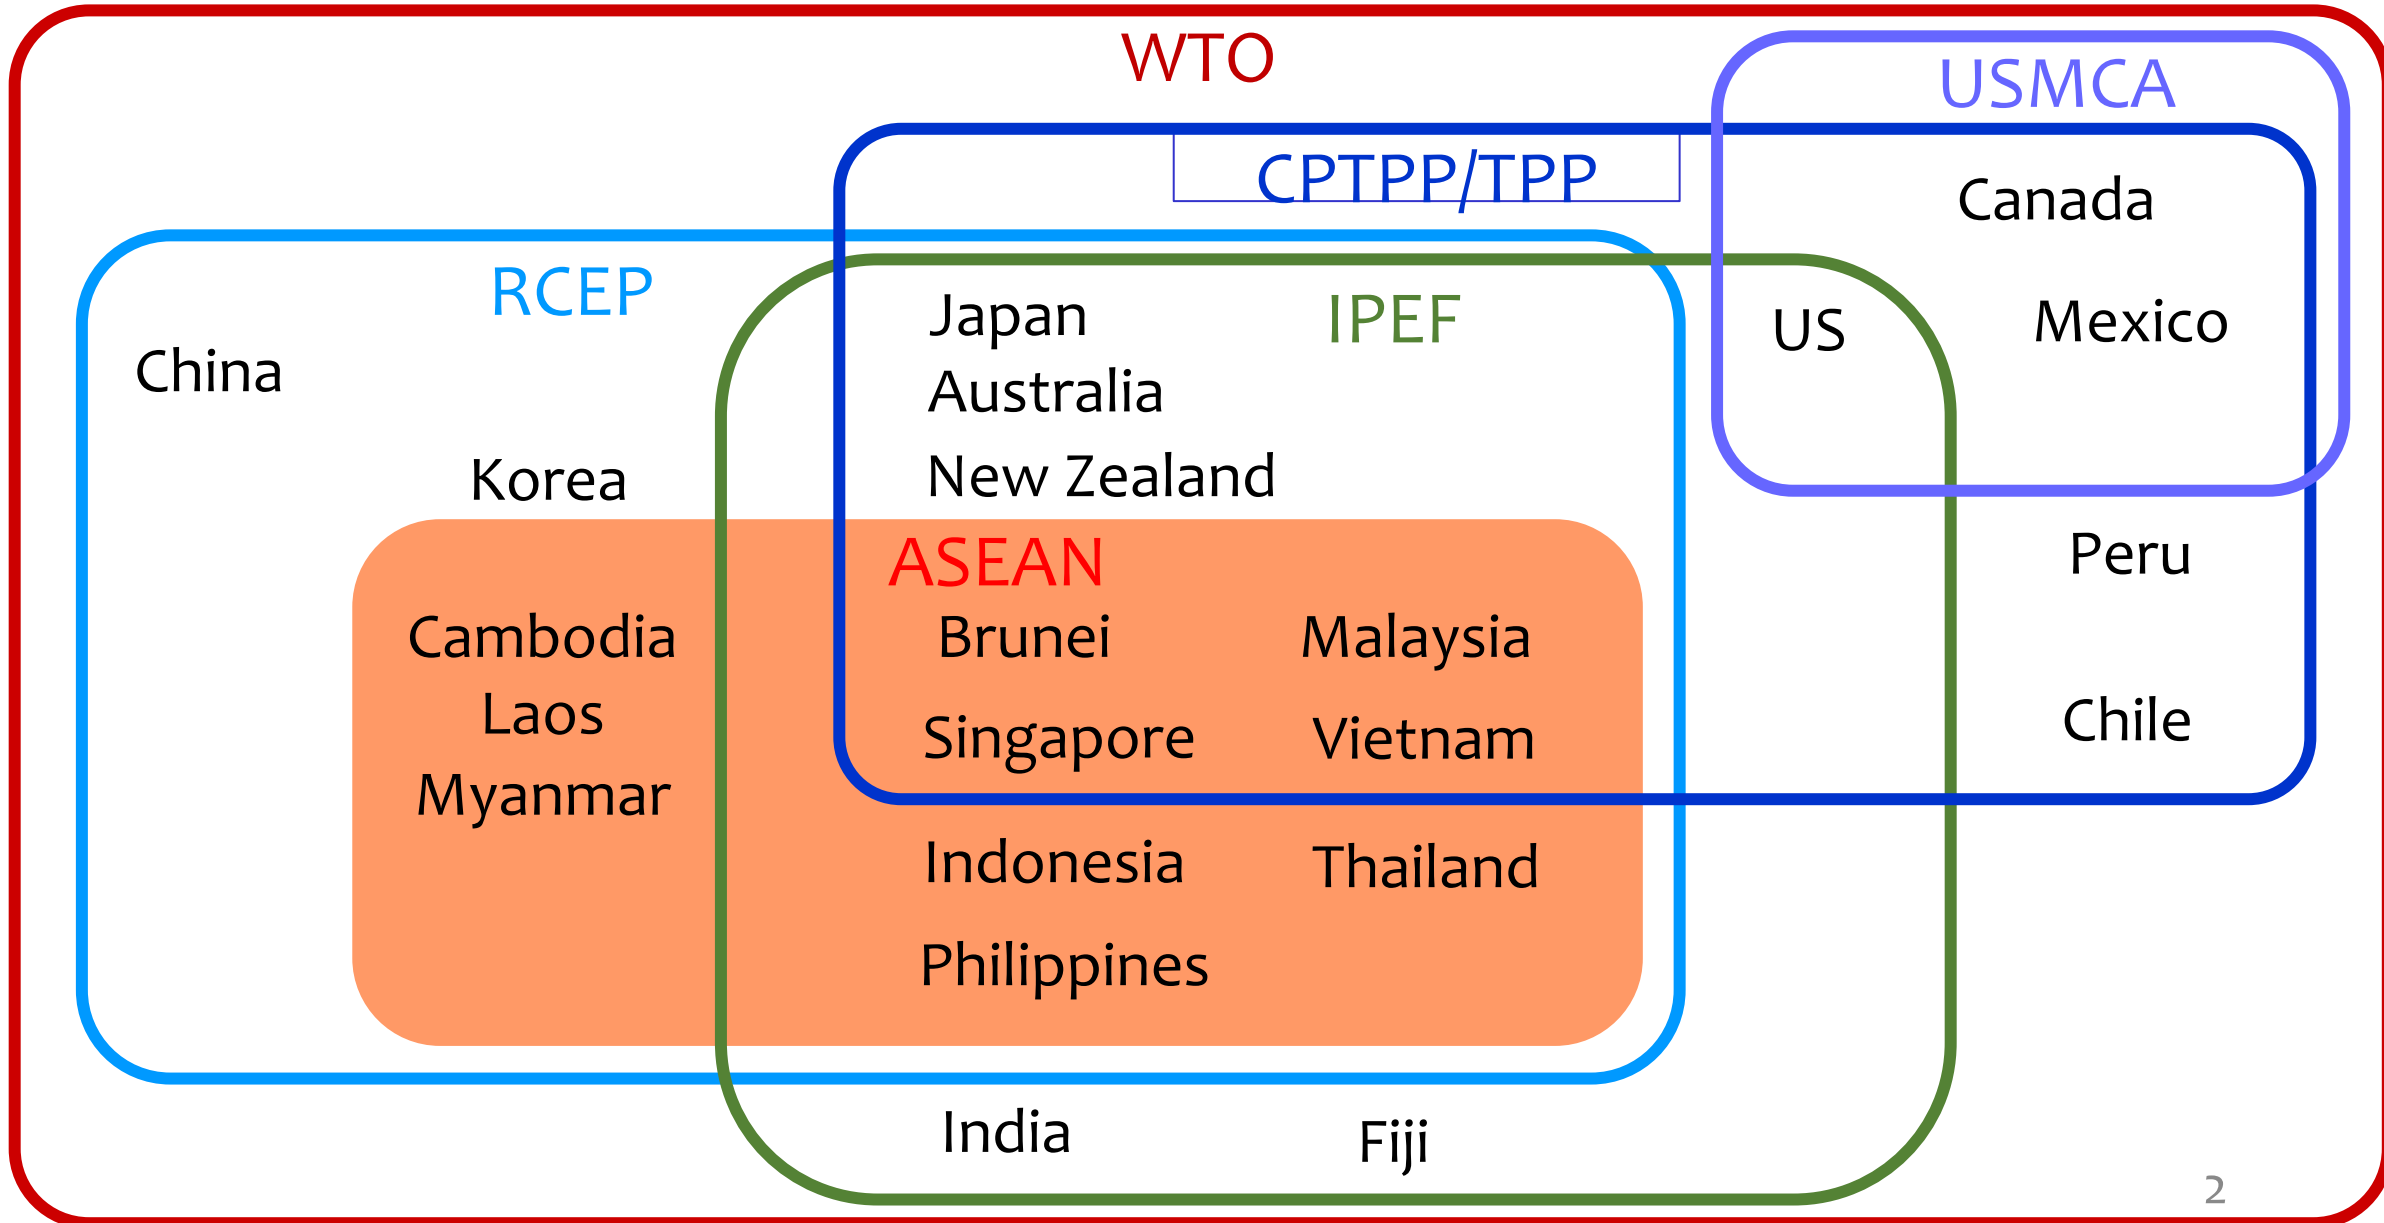 WTO
USMCA
CPTPP/TPP
Canada
RCEP
IPEF
Japan
US
Mexico
China
Australia
Korea
New Zealand
ASEAN
Peru
Cambodia
Brunei
Malaysia
Laos
Singapore
Vietnam
Chile
Myanmar
Indonesia
Thailand
Philippines
India
Fiji
2